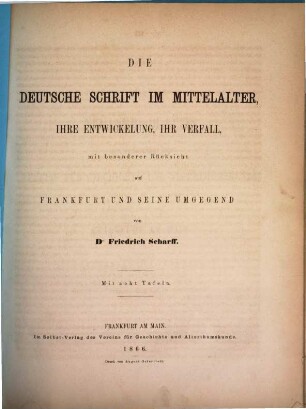 DIE
DEUTSCHE SCHRIFT IM MITTELALTER,
IHRE ENTWICKELUNG, IHR VERFALL,
mit besonderer Rücksicht
auf
FRANKFURT UND SEINE UMGEGEND
von
Dr Friedrich Scharff.
Mit acht Tafeln.
FRANKFURT AM MAIN.
Im Selbst-Verlag des Vereins für Geschichte und Alterthumskunde.
1866.